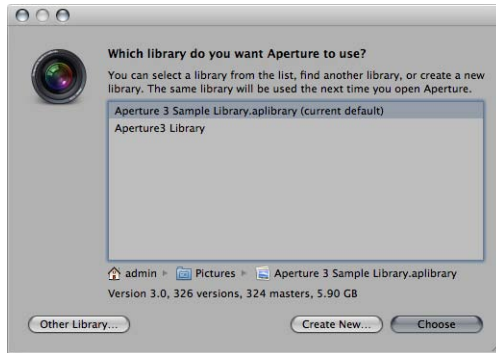 Which library do you want Aperture to use?
You can select a library from the list, find another library, or create a new
library. The same library will be used the next time you open Aperture.
Aperture 3 Sample Library.aplibrary (current default)
Aperture3 Library
admin ▸ Pictures ▸ Aperture 3 Sample Library.aplibrary
Version 3.0, 326 versions, 324 masters, 5.90 GB
Other Library... Create New... Choose